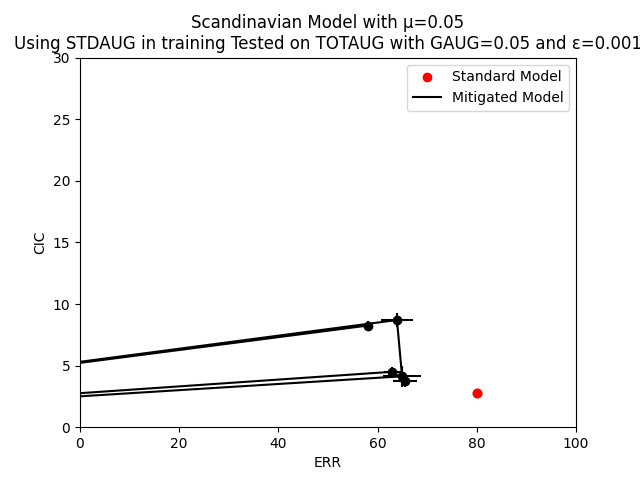 Scandinavian Model with μ=0.05
Using STDAUG in training Tested on TOTAUG with GAUG=0.05 and ε=0.001
30
25
20
15
10
5
0
CIC
Standard Model
Mitigated Model
0 20 40 60 80 100
ERR